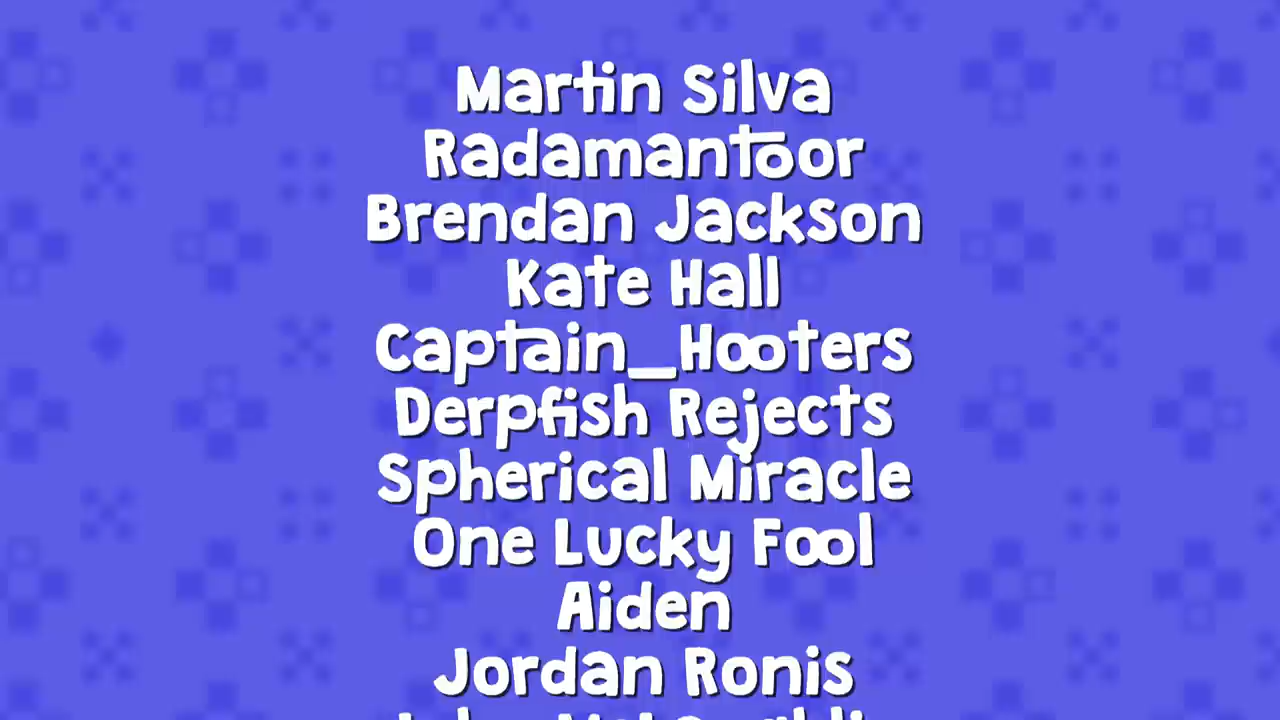 Martin Silva
Radamantoor
Brendan Jackson
Kate Hall
Captain_Hooters
Derpfish Rejects
Spherical Miracle
One Lucky Fool
Aiden
Jordan Ronis